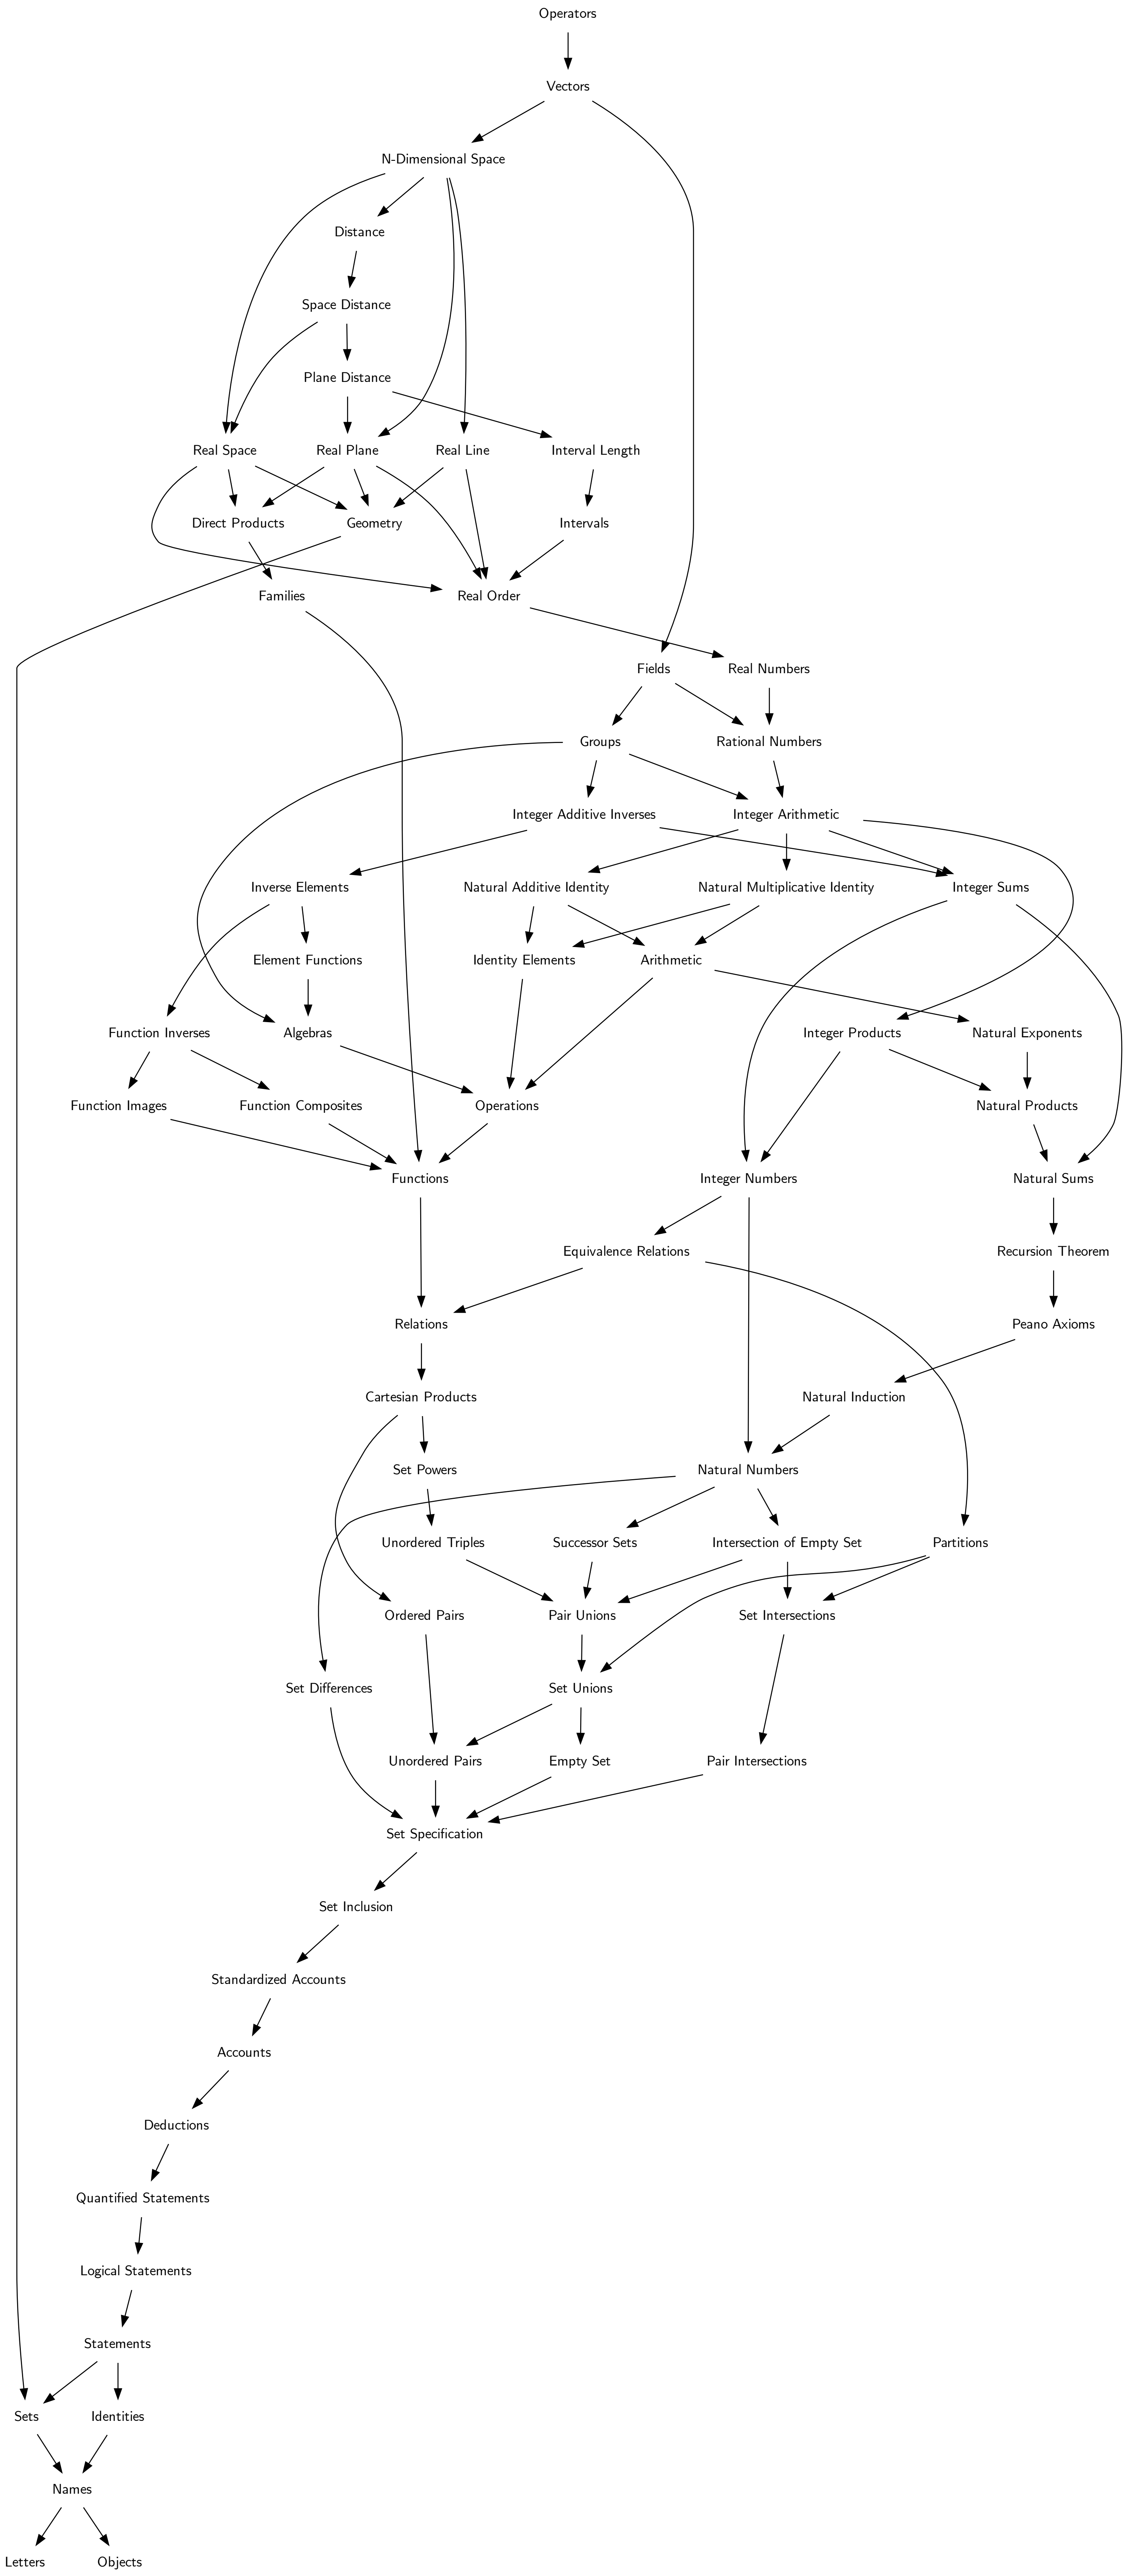 Operators
Vectors
N-Dimensional Space
Distance
Space Distance
Plane Distance
Real Space
Real Plane
Real Line
Interval Length
Direct Products
Geometry
Intervals
Families
Real Order
Fields
Real Numbers
Groups
Rational Numbers
Integer Additive Inverses
Integer Arithmetic
Inverse Elements
Natural Additive Identity
Natural Multiplicative Identity
Integer Sums
Element Functions
Identity Elements
Arithmetic
Function Inverses
Algebras
Integer Products
Natural Exponents
Function Images
Function Composites
Operations
Natural Products
Functions
Integer Numbers
Natural Sums
Equivalence Relations
Recursion Theorem
Relations
Peano Axioms
Cartesian Products
Natural Induction
Set Powers
Natural Numbers
Unordered Triples
Successor Sets
Intersection of Empty Set
Partitions
Ordered Pairs
Pair Unions
Set Intersections
Set Differences
Set Unions
Unordered Pairs
Empty Set
Pair Intersections
Set Specification
Set Inclusion
Standardized Accounts
Accounts
Deductions
Quantified Statements
Logical Statements
Statements
Sets
Identities
Names
Letters
Objects